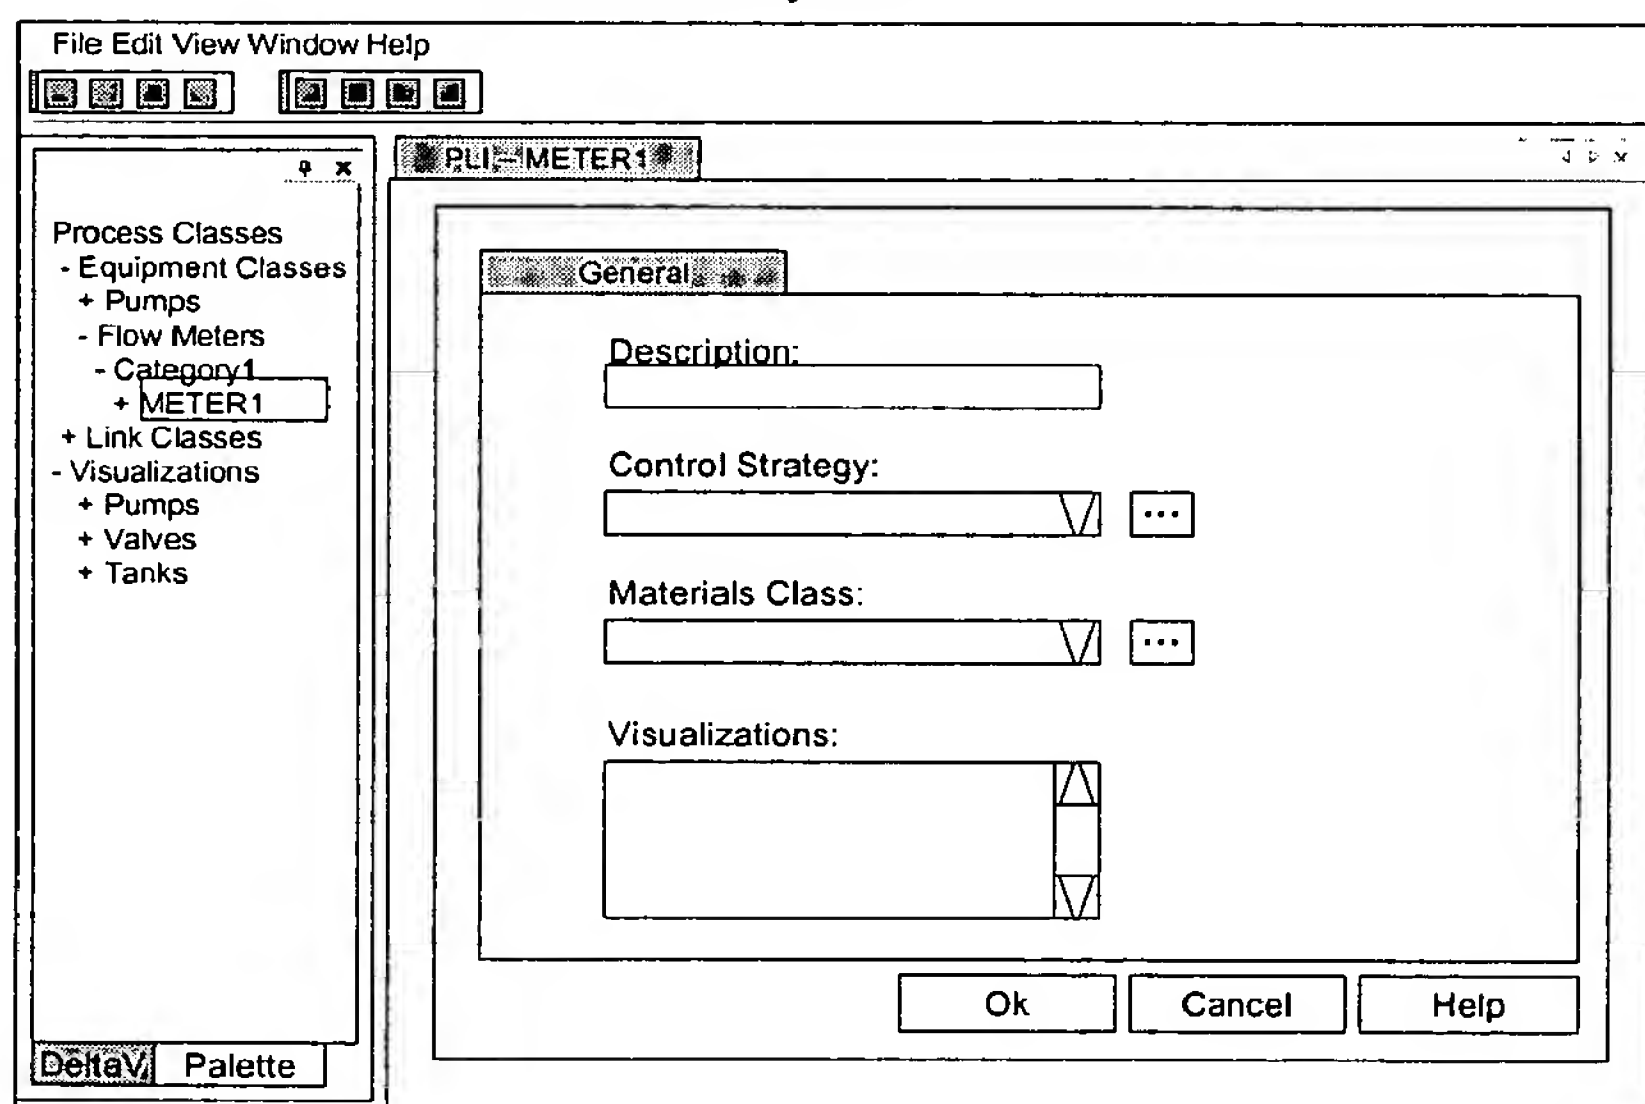 File Edit View Window Help
PLI – METER1
Process Classes
- Equipment Classes
+ Pumps
- Flow Meters
- Category1
+ METER1
+ Link Classes
- Visualizations
+ Pumps
+ Valves
+ Tanks
DeltaV
Palette
General
Description:
Control Strategy:
...
Materials Class:
...
Visualizations:
Ok
Cancel
Help